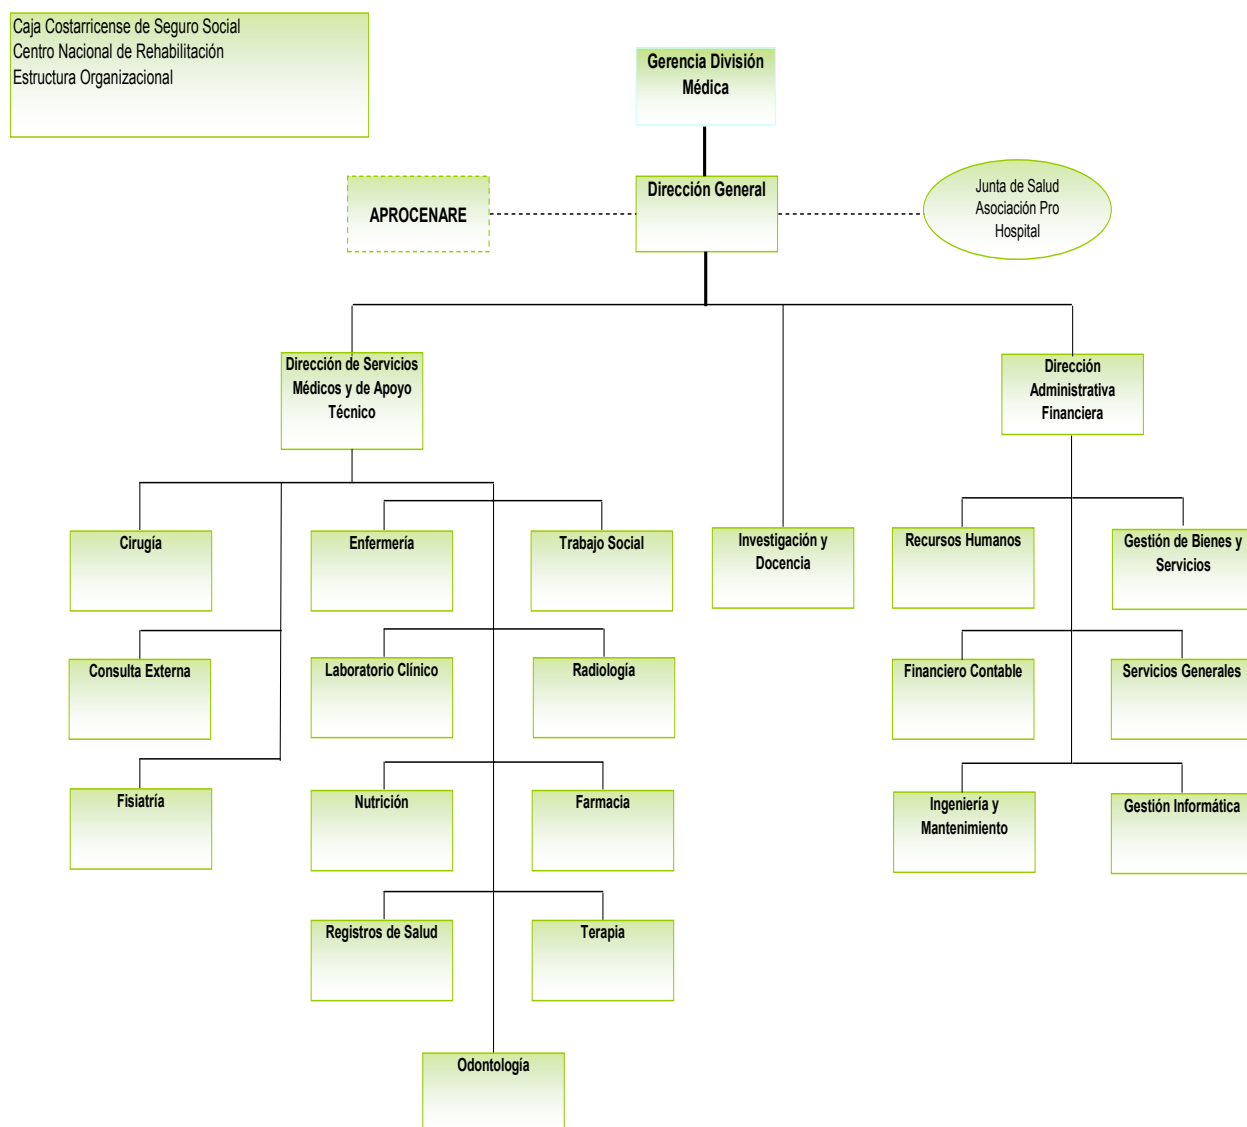 Caja Costarricense de Seguro Social
Centro Nacional de Rehabilitación
Estructura Organizacional
Gerencia División
Médica
APROCENARE
Dirección General
Junta de Salud
Asociación Pro
Hospital
Dirección de Servicios
Médicos y de Apoyo
Técnico
Dirección
Administrativa
Financiera
Cirugía
Enfermería
Trabajo Social
Investigación y
Docencia
Recursos Humanos
Gestión de Bienes y
Servicios
Consulta Externa
Laboratorio Clínico
Radiología
Financiero Contable
Servicios Generales
Fisiatría
Nutrición
Farmacia
Ingeniería y
Mantenimiento
Gestión Informática
Registros de Salud
Terapia
Odontología